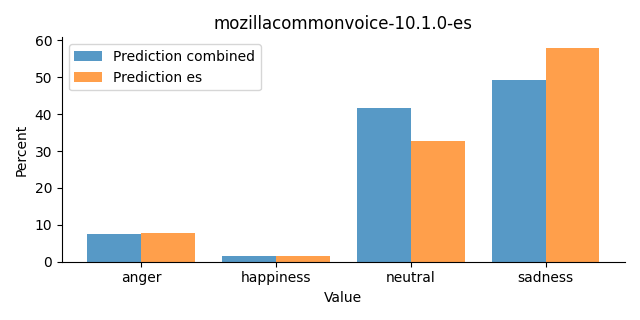 mozillacommonvoice-10.1.0-es
60
50
40
30
20
10
0
Percent
Prediction combined
Prediction es
anger happiness neutral sadness
Value